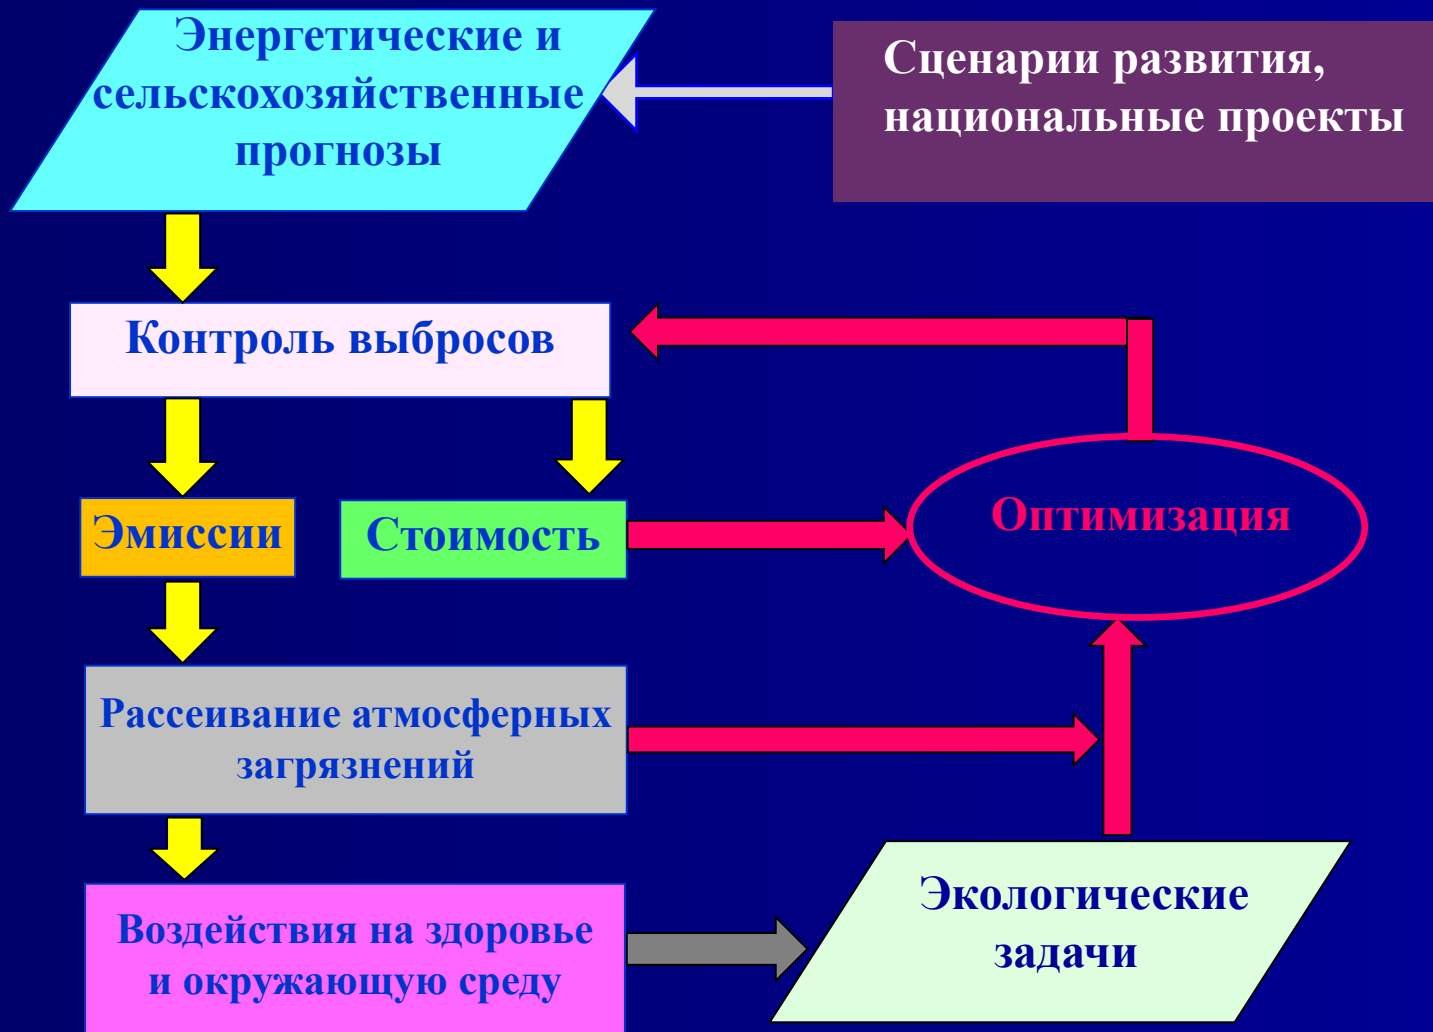 Энергетические и
сельскохозяйственные
прогнозы
Сценарии развития,
национальные проекты
Контроль выбросов
Эмиссии
Стоимость
Оптимизация
Рассеивание атмосферных
загрязнений
Воздействия на здоровье
и окружающую среду
Экологические
задачи